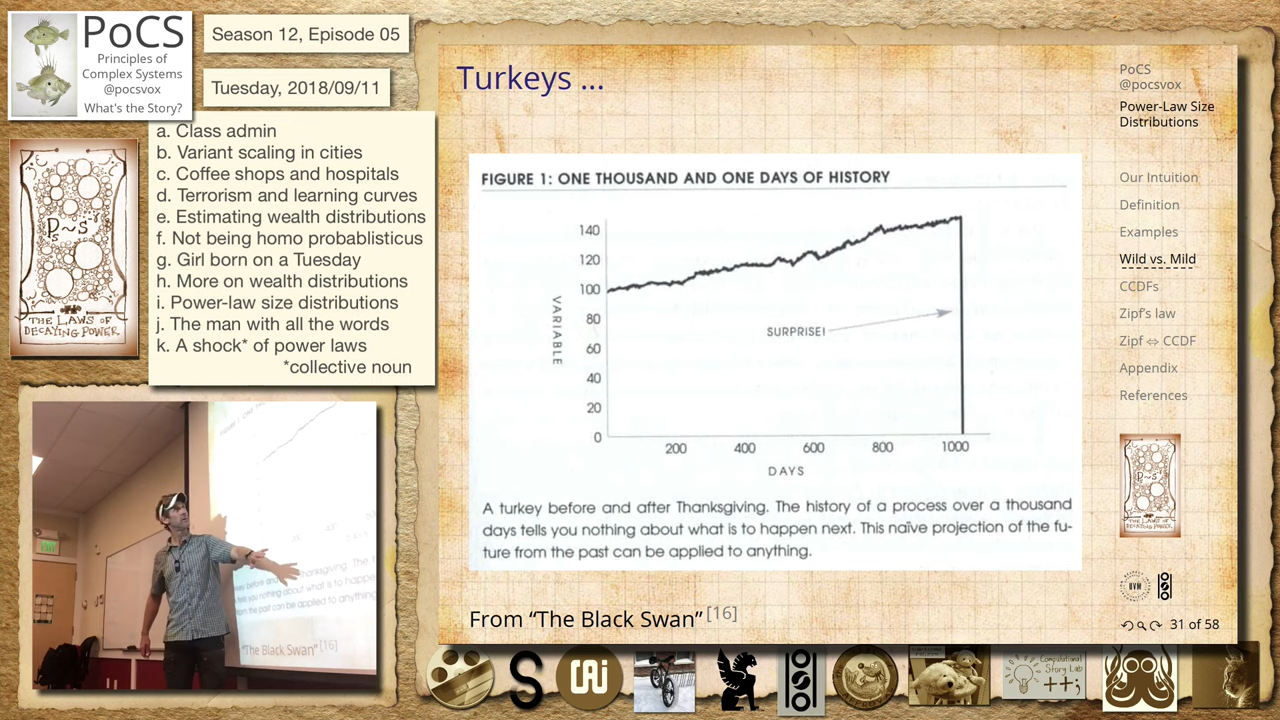 PoCS
Principles of
Complex Systems
@pocsvox
What's the Story?
Season 12, Episode 05
Tuesday, 2018/09/11
a. Class admin
b. Variant scaling in cities
c. Coffee shops and hospitals
d. Terrorism and learning curves
e. Estimating wealth distributions
f. Not being homo probablisticus
g. Girl born on a Tuesday
h. More on wealth distributions
i. Power-law size distributions
j. The man with all the words
k. A shock* of power laws
*collective noun
THE LAWS OF
DECAYING POWER
Turkeys ...
FIGURE 1: ONE THOUSAND AND ONE DAYS OF HISTORY
140
120
100
80
60
40
20
0
VARIABLE
SURPRISE!
200 400 600 800 1000
DAYS
A turkey before and after Thanksgiving. The history of a process over a thousand
days tells you nothing about what is to happen next. This naïve projection of the fu-
ture from the past can be applied to anything.
From “The Black Swan” [16]
PoCS
@pocsvox
Power-Law Size
Distributions
Our Intuition
Definition
Examples
Wild vs. Mild
CCDFs
Zipf's law
Zipf ⇔ CCDF
Appendix
References
UVM
31 of 58
"The Black Swan" [16]
Computational
Story Lab
++;